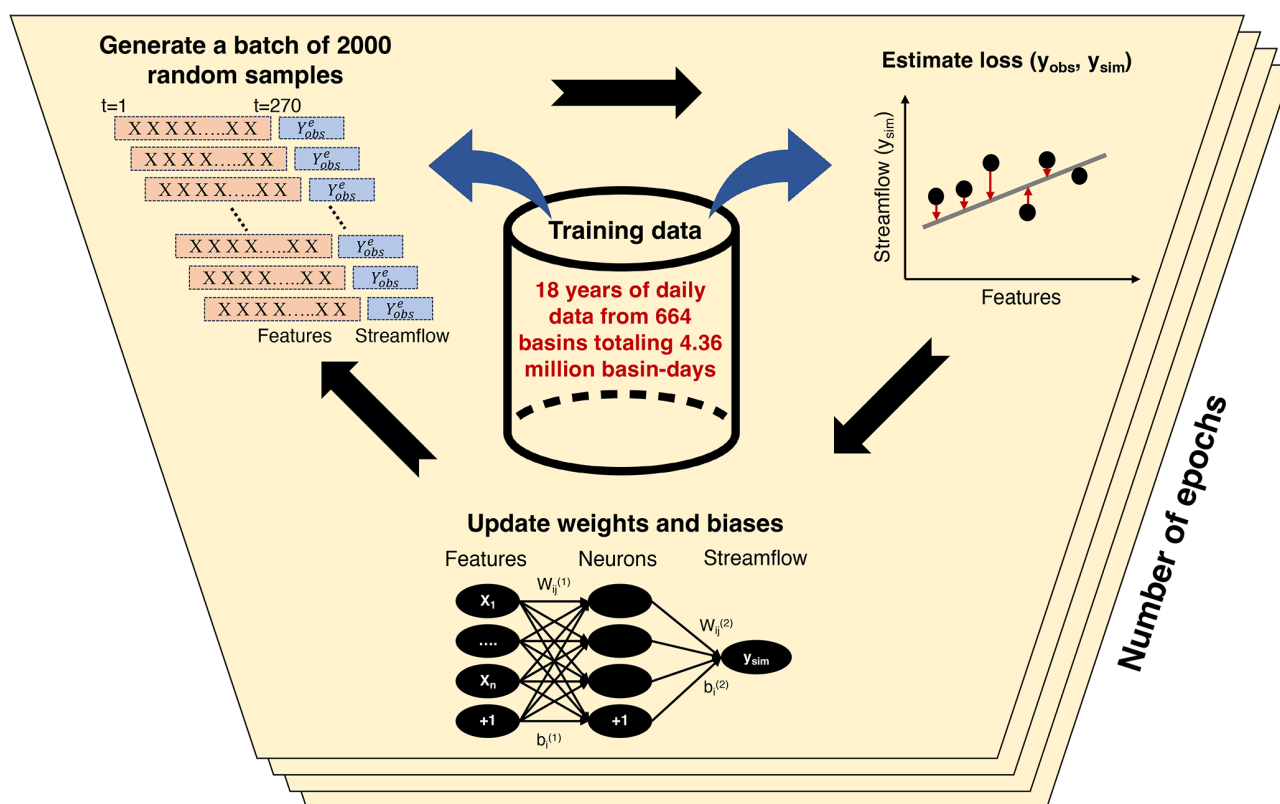 Generate a batch of 2000
random samples
t=1 t=270
X X X X....X X Y^e_obs
X X X X....X X Y^e_obs
X X X X....X X Y^e_obs
X X X X.....X X Y^e_obs
X X X X.....X X Y^e_obs
X X X X.....X X Y^e_obs
Features Streamflow
Estimate loss (y_obs, y_sim)
Streamflow (y_sim)
Features
Training data
18 years of daily
data from 664
basins totaling 4.36
million basin-days
Update weights and biases
Features Neurons Streamflow
W_ij^(1)
X_1
....
X_n
+1
b_i^(1)
+1
W_ij^(2)
y_sim
b_i^(2)
Number of epochs